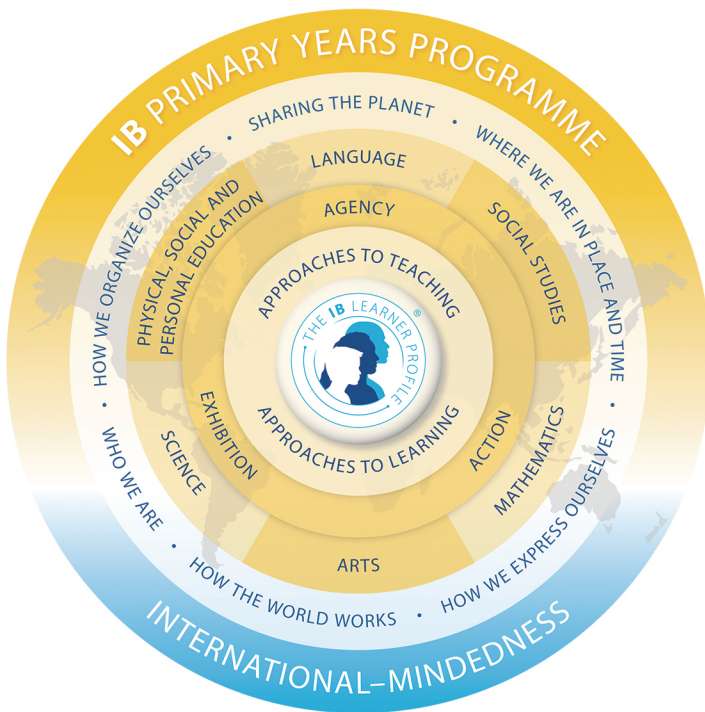 IB PRIMARY YEARS PROGRAMME
SHARING THE PLANET
•
WHERE WE ARE IN PLACE AND TIME
•
HOW WE EXPRESS OURSELVES
•
HOW THE WORLD WORKS
•
WHO WE ARE
•
HOW WE ORGANIZE OURSELVES
•
LANGUAGE
SOCIAL STUDIES
MATHEMATICS
ARTS
SCIENCE
PHYSICAL, SOCIAL AND
PERSONAL EDUCATION
AGENCY
ACTION
EXHIBITION
APPROACHES TO TEACHING
APPROACHES TO LEARNING
• THE IB LEARNER PROFILE • ®
INTERNATIONAL–MINDEDNESS